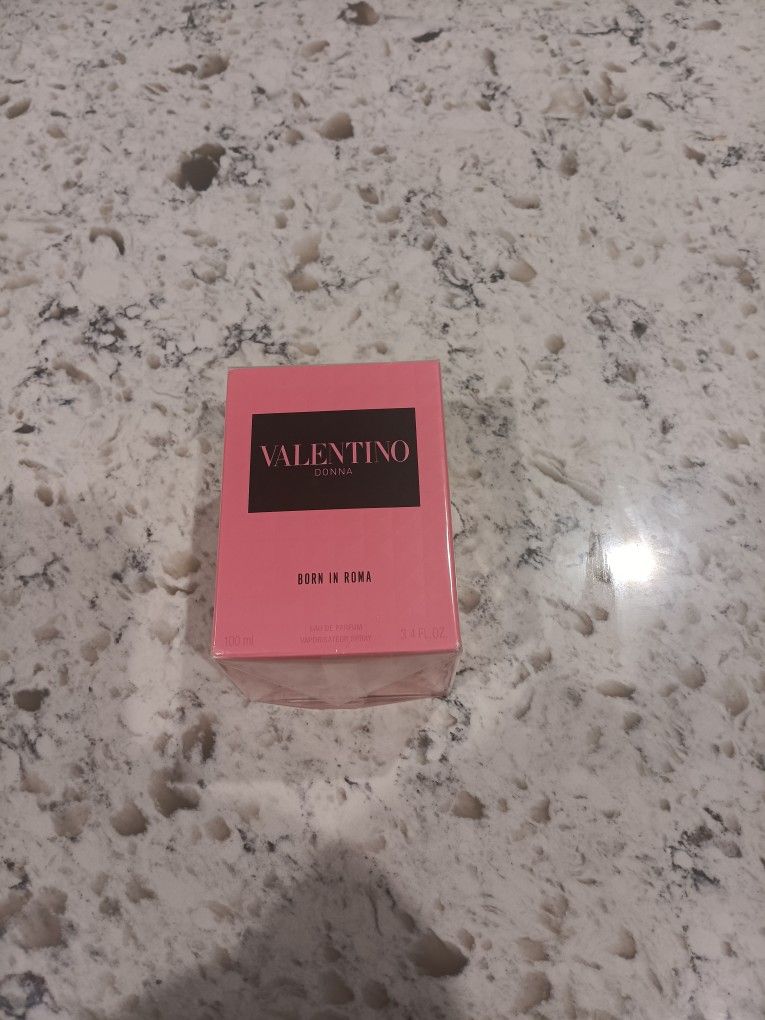 VALENTINO
DONNA
BORN IN ROMA
EAU DE PARFUM
100 ml VAPORISATEUR SPRAY 3.4 FL.OZ.